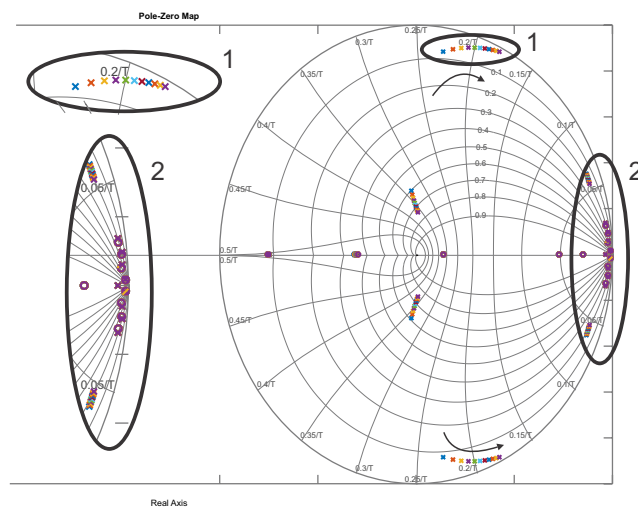 Pole-Zero Map
1
0.2/T
2
0.05/T
0.05/T
0.25/T
0.2/T
1
0.3/T
0.15/T
0.35/T
0.1
0.2
0.4/T
0.3
0.1/T
0.4
0.5
0.6
0.7
2
0.45/T
0.8
0.05/T
0.9
0.5/T
0.5/T
0.05/T
0.45/T
0.4/T
0.1/T
0.35/T
0.15/T
0.3/T
0.2/T
0.25/T
Real Axis